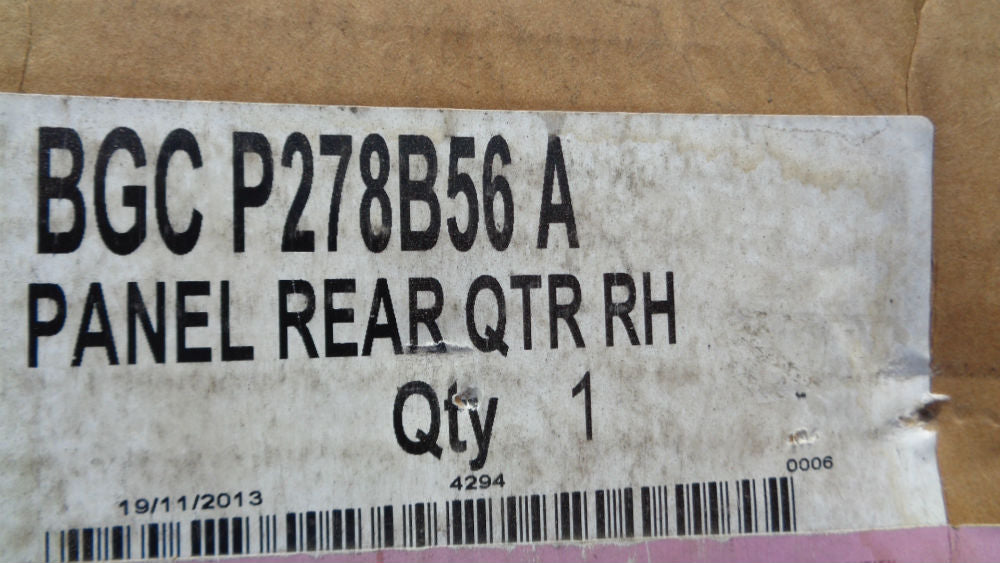 BGC P278B56 A
PANEL REAR QTR RH
Qty 1
4294
0006
19/11/2013